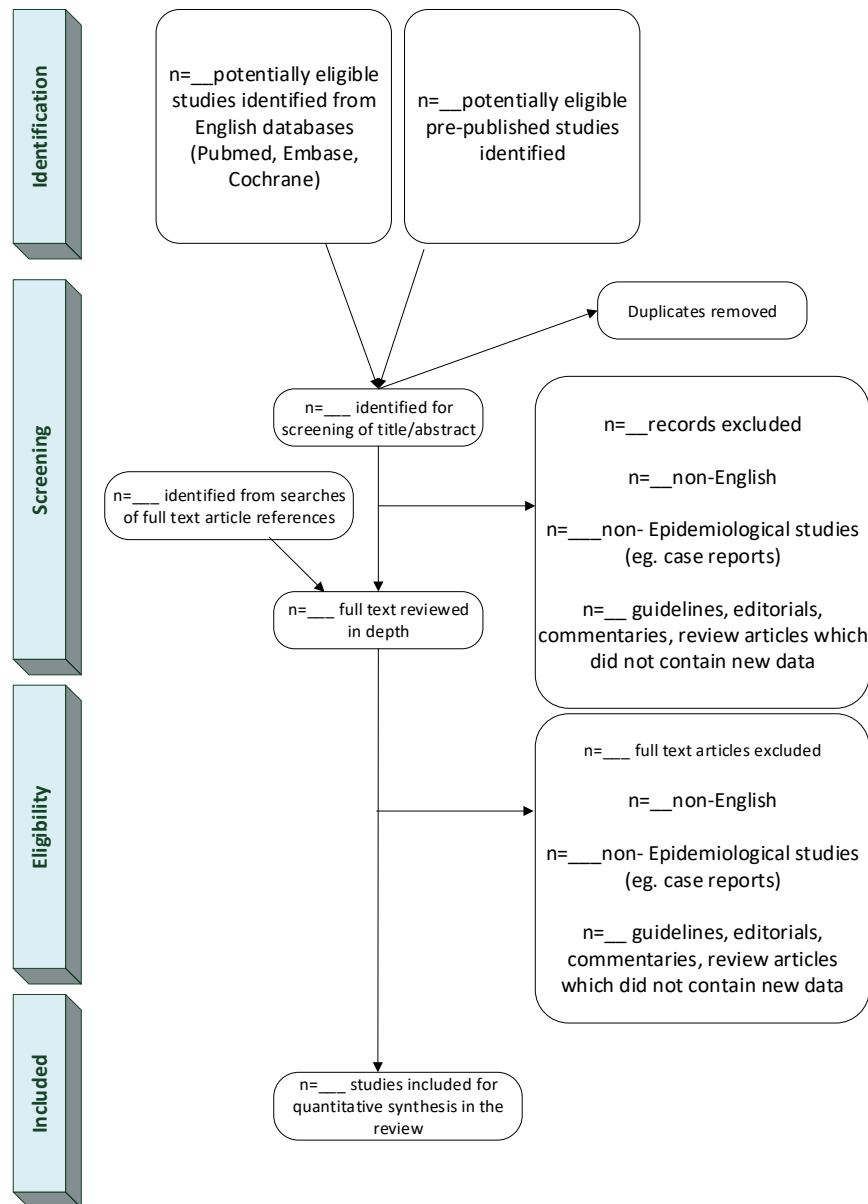 Identification
n=__potentially eligible
studies identified from
English databases
(Pubmed, Embase,
Cochrane)
n=__potentially eligible
pre-published studies
identified
Screening
Duplicates removed
n=___ identified for
screening of title/abstract
n=___ identified from searches
of full text article references
n=__records excluded
n=__non-English
n=___non- Epidemiological studies
(eg. case reports)
n=__ guidelines, editorials,
commentaries, review articles which
did not contain new data
n=___ full text reviewed
in depth
Eligibility
n=___ full text articles excluded
n=__non-English
n=___non- Epidemiological studies
(eg. case reports)
n=__ guidelines, editorials,
commentaries, review articles
which did not contain new data
Included
n=___ studies included for
quantitative synthesis in the
review